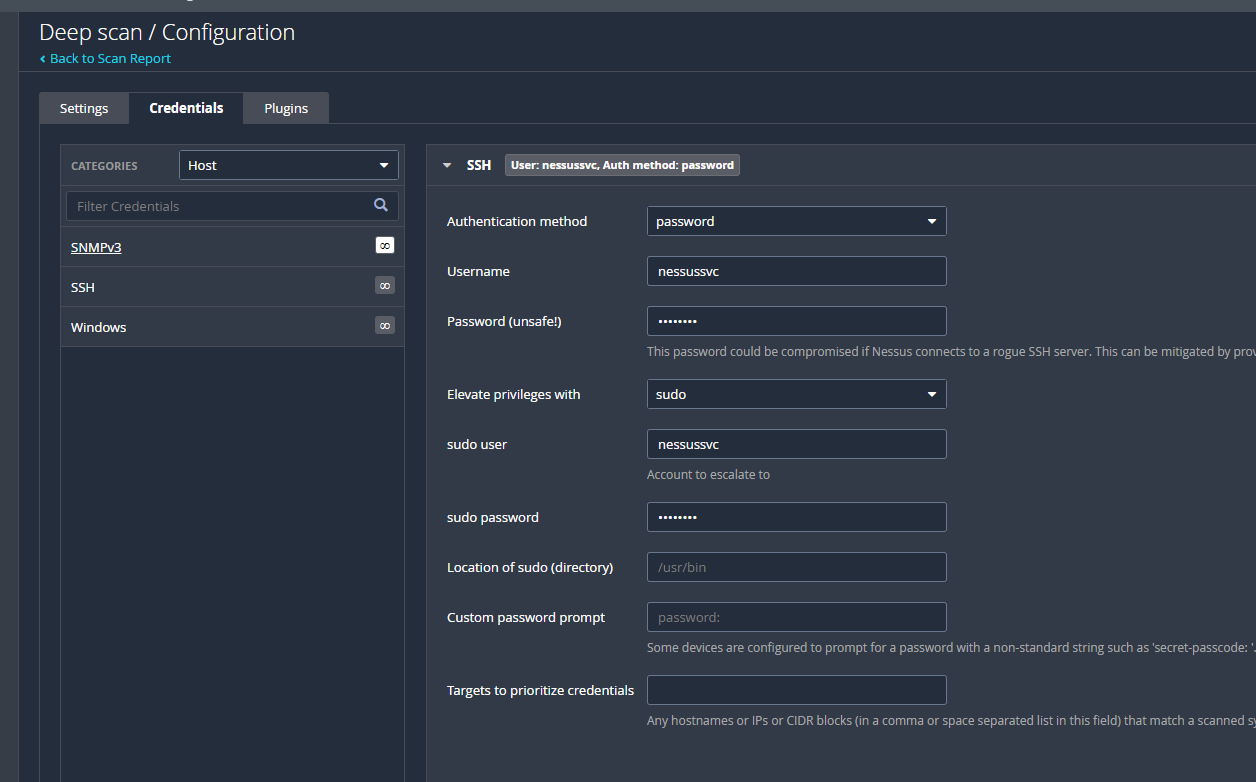 Deep scan / Configuration
‹ Back to Scan Report
Settings Credentials Plugins
CATEGORIES Host
Filter Credentials
SNMPv3 ∞
SSH ∞
Windows ∞
SSH User: nessussvc, Auth method: password
Authentication method password
Username nessussvc
Password (unsafe!) ••••••••
This password could be compromised if Nessus connects to a rogue SSH server. This can be mitigated by
Elevate privileges with sudo
sudo user nessussvc
Account to escalate to
sudo password ••••••••
Location of sudo (directory) /usr/bin
Custom password prompt password:
Some devices are configured to prompt for a password with a non-standard string such as 'secret-passcode: '.
Targets to prioritize credentials
Any hostnames or IPs or CIDR blocks (in a comma or space separated list in this field) that match a scanned